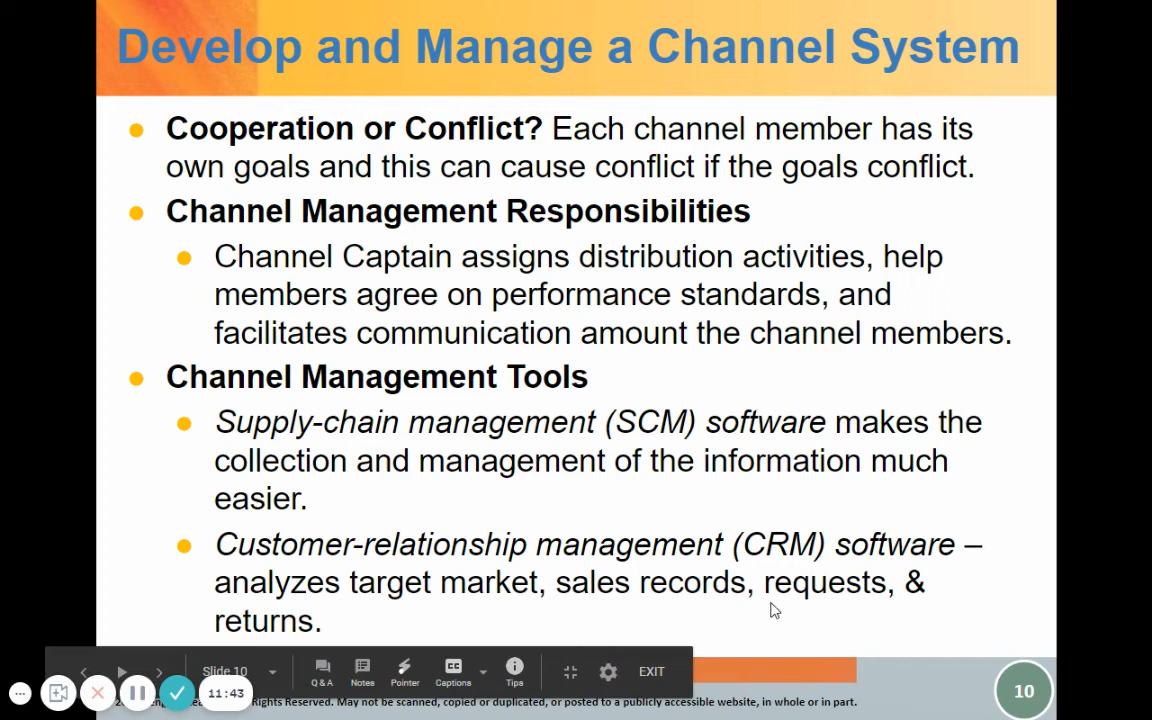 Develop and Manage a Channel System
Cooperation or Conflict? Each channel member has its
own goals and this can cause conflict if the goals conflict.
Channel Management Responsibilities
Channel Captain assigns distribution activities, help
members agree on performance standards, and
facilitates communication amount the channel members.
Channel Management Tools
Supply-chain management (SCM) software makes the
collection and management of the information much
easier.
Customer-relationship management (CRM) software –
analyzes target market, sales records, requests, &
returns.
Slide 10
Q & A
Notes
Pointer
CC
Captions
Tips
EXIT
11:43
Rights Reserved. May not be scanned, copied or duplicated, or posted to a publicly accessible website, in whole or in part.
10